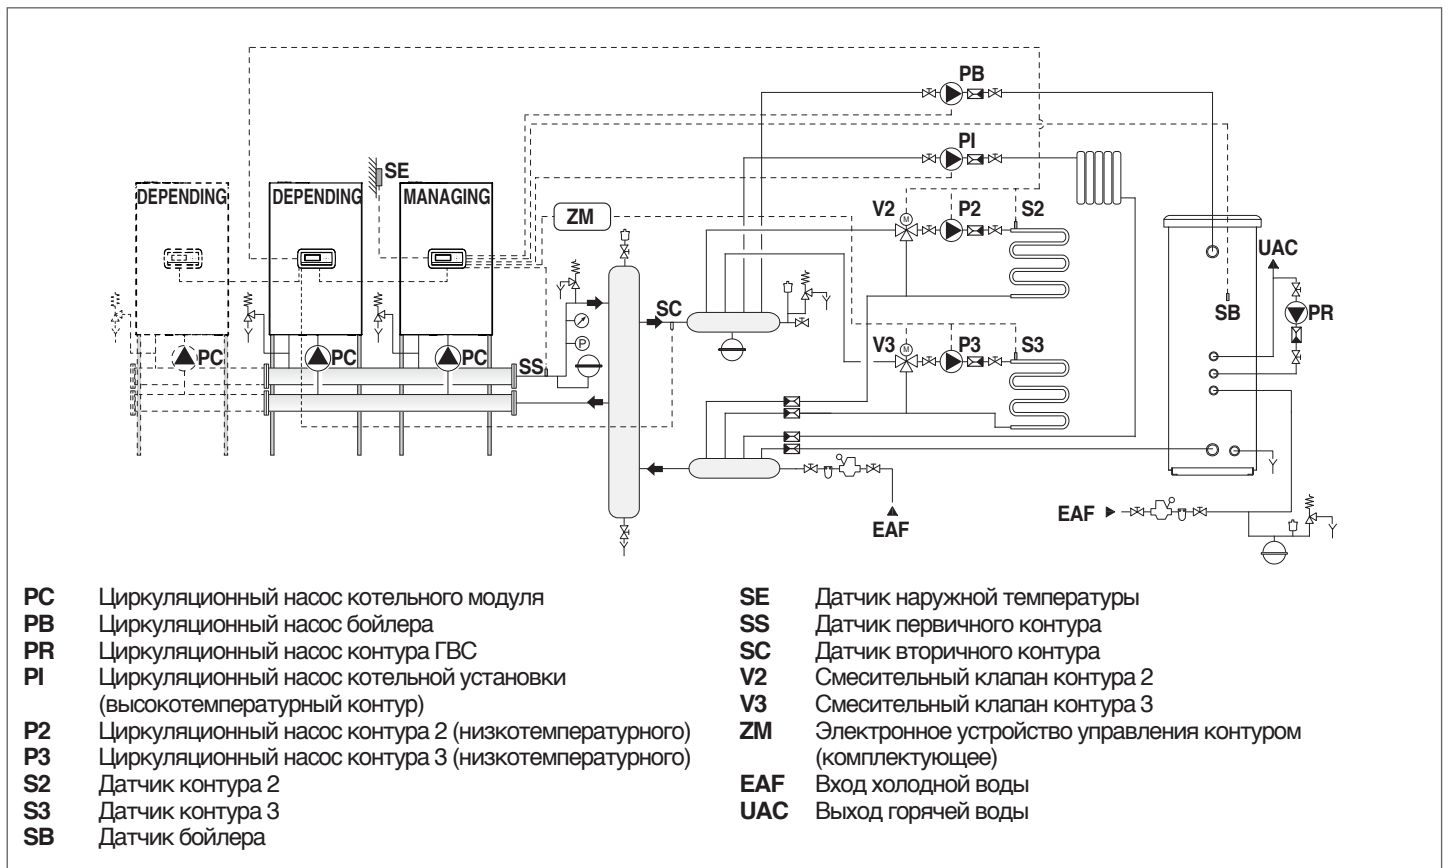 PB
PI
SE
DEPENDING
DEPENDING
MANAGING
ZM
V2
M
P2
S2
UAC
SC
SB
PR
PC
PC
PC
SS
P
V3
M
P3
S3
EAF
EAF
PC Циркуляционный насос котельного модуля
PB Циркуляционный насос бойлера
PR Циркуляционный насос контура ГВС
PI Циркуляционный насос котельной установки
(высокотемпературный контур)
P2 Циркуляционный насос контура 2 (низкотемпературного)
P3 Циркуляционный насос контура 3 (низкотемпературного)
S2 Датчик контура 2
S3 Датчик контура 3
SB Датчик бойлера
SE Датчик наружной температуры
SS Датчик первичного контура
SC Датчик вторичного контура
V2 Смесительный клапан контура 2
V3 Смесительный клапан контура 3
ZM Электронное устройство управления контуром
(комплектующее)
EAF Вход холодной воды
UAC Выход горячей воды